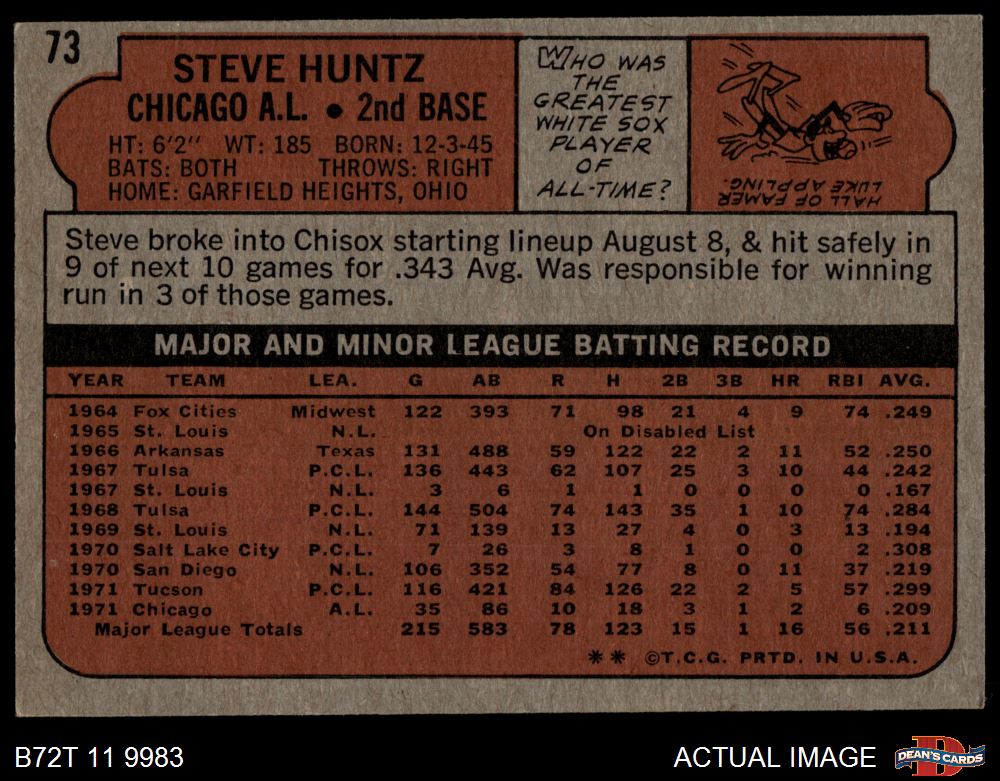 73
STEVE HUNTZ
CHICAGO A.L. • 2nd BASE
HT: 6'2" WT: 185 BORN: 12-3-45
BATS: BOTH THROWS: RIGHT
HOME: GARFIELD HEIGHTS, OHIO
WHO WAS
THE
GREATEST
WHITE SOX
PLAYER
OF
ALL-TIME?
HALL OF FAMER
LUKE APPLING.
Steve broke into Chisox starting lineup August 8, & hit safely in
9 of next 10 games for .343 Avg. Was responsible for winning
run in 3 of those games.
MAJOR AND MINOR LEAGUE BATTING RECORD
YEAR TEAM LEA. G AB R H 2B 3B HR RBI AVG.
1964 Fox Cities Midwest 122 393 71 98 21 4 9 74 .249
1965 St. Louis N.L. On Disabled List
1966 Arkansas Texas 131 488 59 122 22 2 11 52 .250
1967 Tulsa P.C.L. 136 443 62 107 25 3 10 44 .242
1967 St. Louis N.L. 3 6 1 1 0 0 0 0 .167
1968 Tulsa P.C.L. 144 504 74 143 35 1 10 74 .284
1969 St. Louis N.L. 71 139 13 27 4 0 3 13 .194
1970 Salt Lake City P.C.L. 7 26 3 8 1 0 0 2 .308
1970 San Diego N.L. 106 352 54 77 8 0 11 37 .219
1971 Tucson P.C.L. 116 421 84 126 22 2 5 57 .299
1971 Chicago A.L. 35 86 10 18 3 1 2 6 .209
Major League Totals 215 583 78 123 15 1 16 56 .211
** ©T.C.G. PRTD. IN U.S.A.
B72T 11 9983
ACTUAL IMAGE
D
DEAN'S CARDS